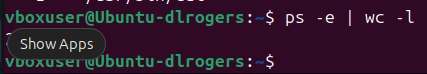 vboxuser@Ubuntu-dlrogers:~$ ps -e | wc -l
Show Apps
vboxuser@Ubuntu-dlrogers:~$